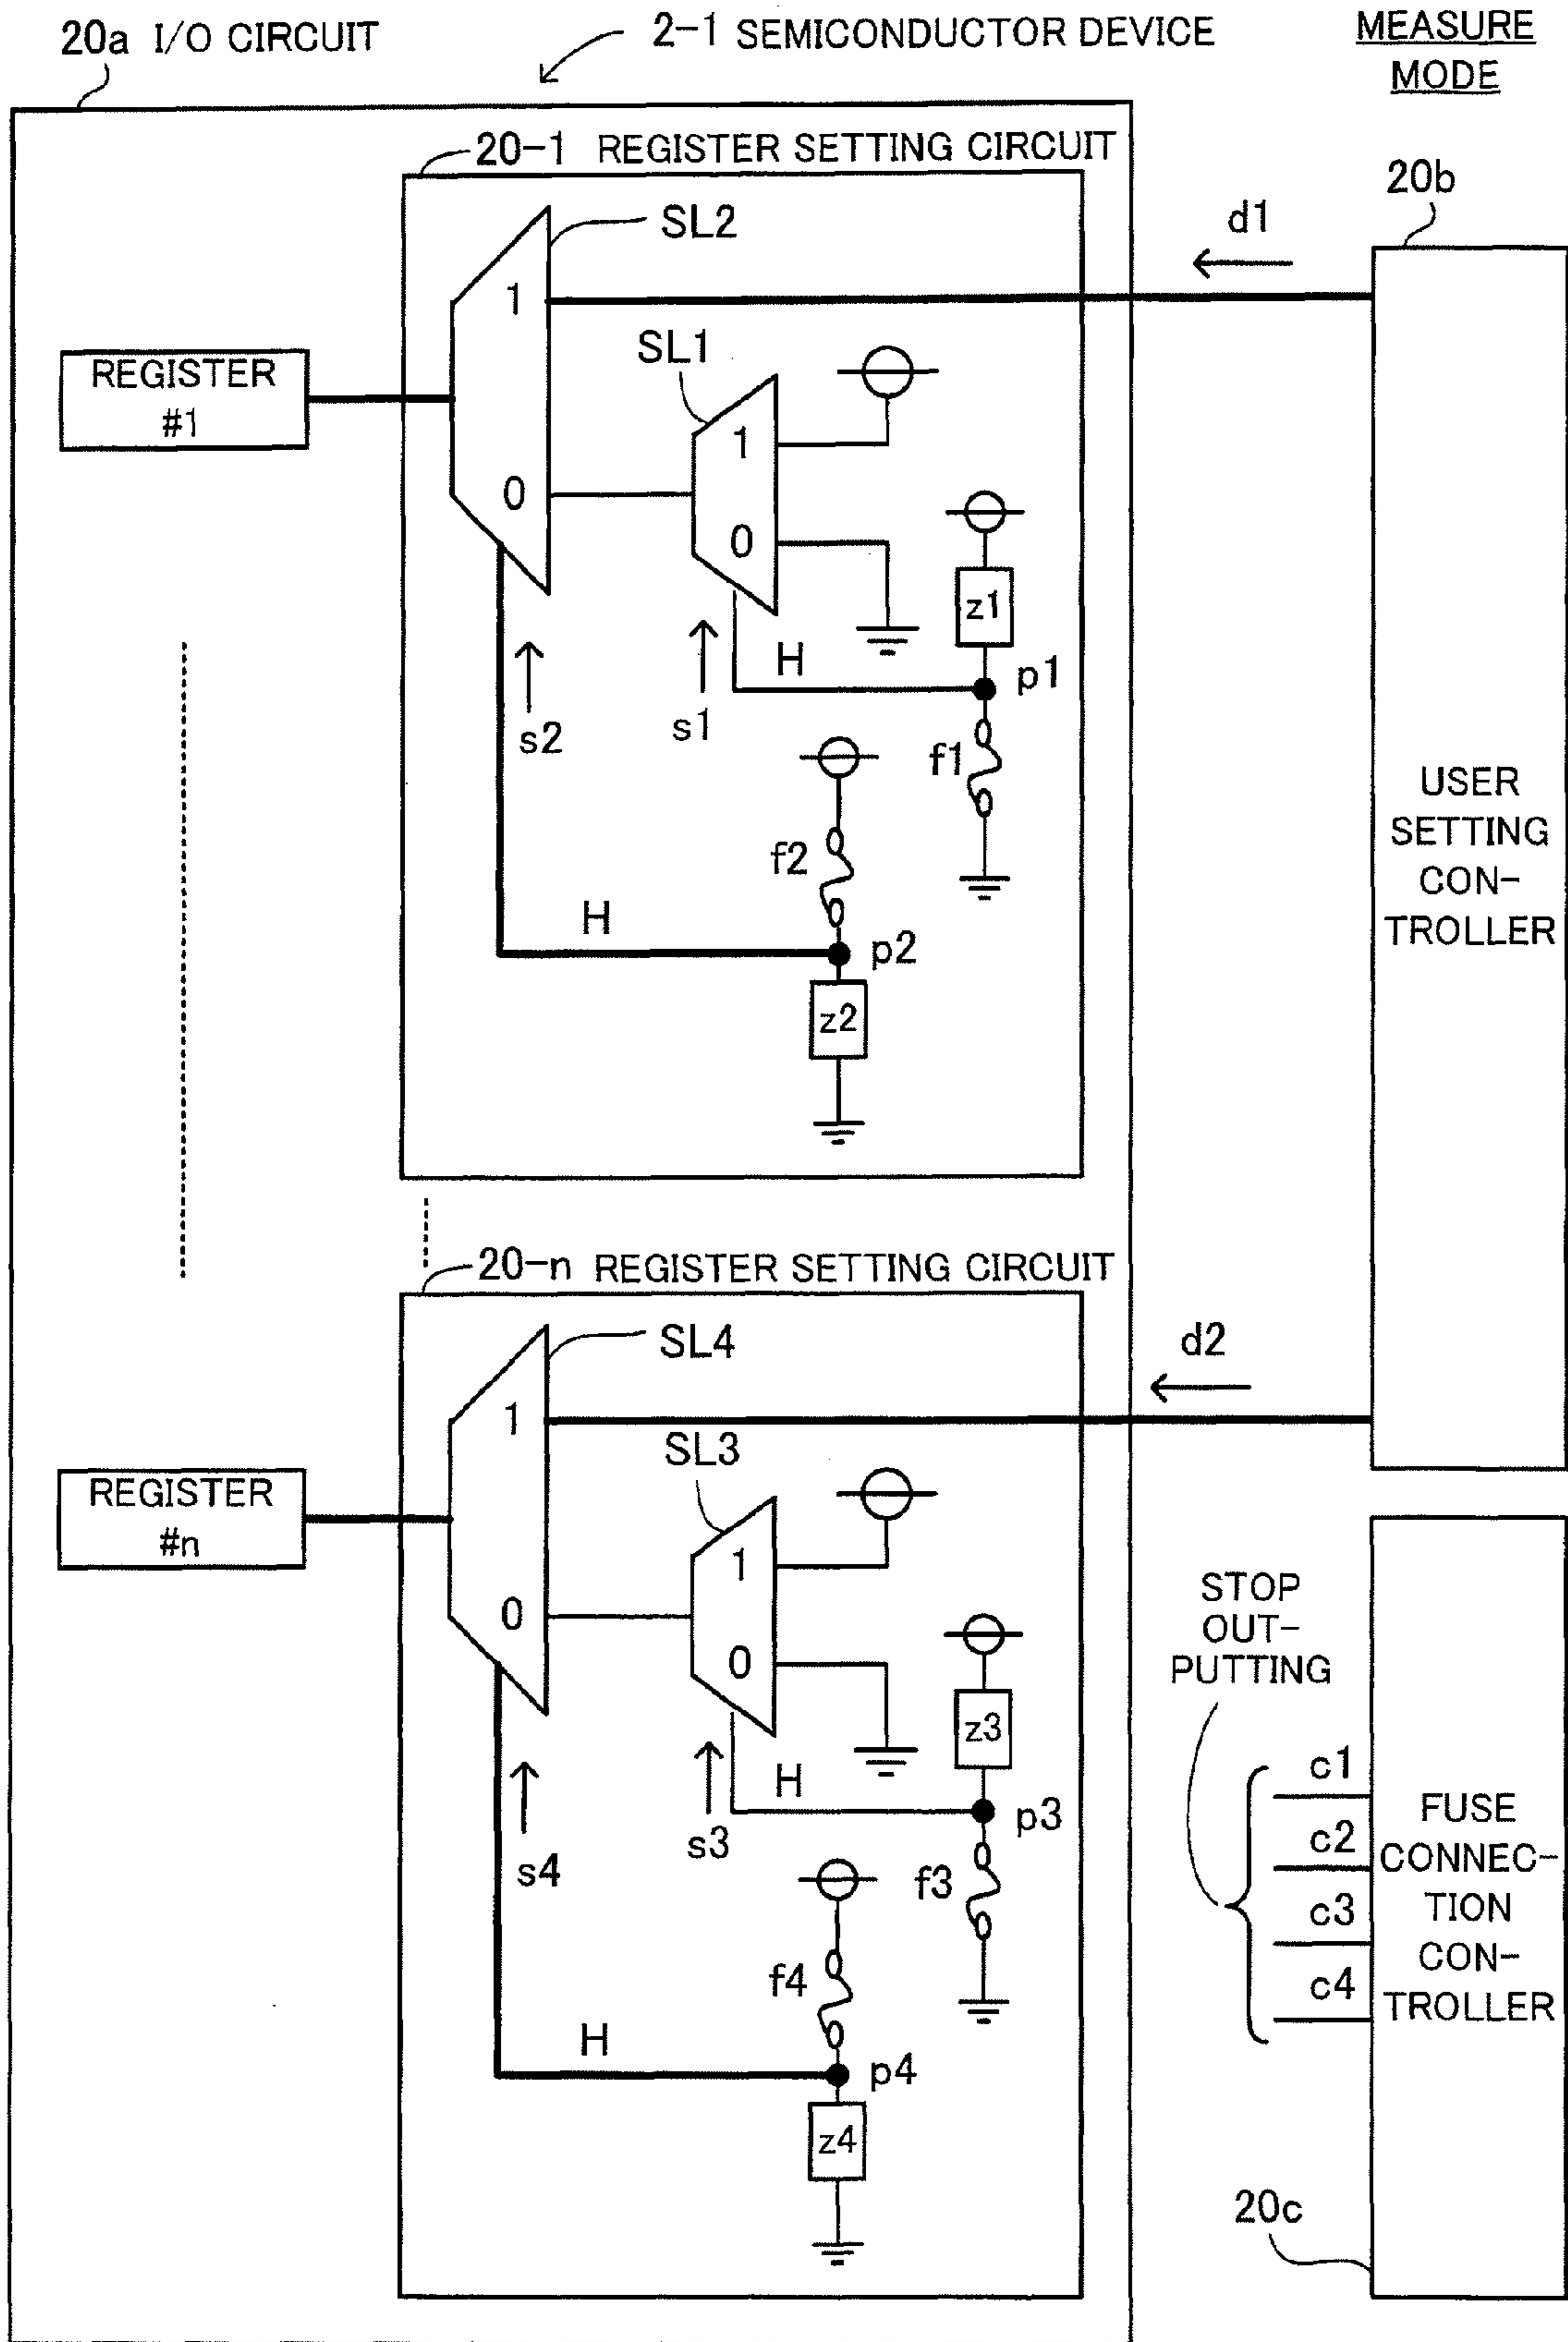 20a I/O CIRCUIT
2-1 SEMICONDUCTOR DEVICE
MEASURE
MODE
20-1 REGISTER SETTING CIRCUIT
20b
SL2
d1
1
SL1
REGISTER
#1
1
0
0
z1
H
p1
s2
s1
f1
USER
SETTING
CON-
TROLLER
f2
H
p2
z2
20-n REGISTER SETTING CIRCUIT
SL4
d2
1
SL3
REGISTER
#n
1
0
0
STOP
OUT-
PUTTING
z3
H
p3
s4
s3
f3
c1
c2
c3
c4
FUSE
CONNEC-
TION
CON-
TROLLER
f4
H
p4
z4
20c